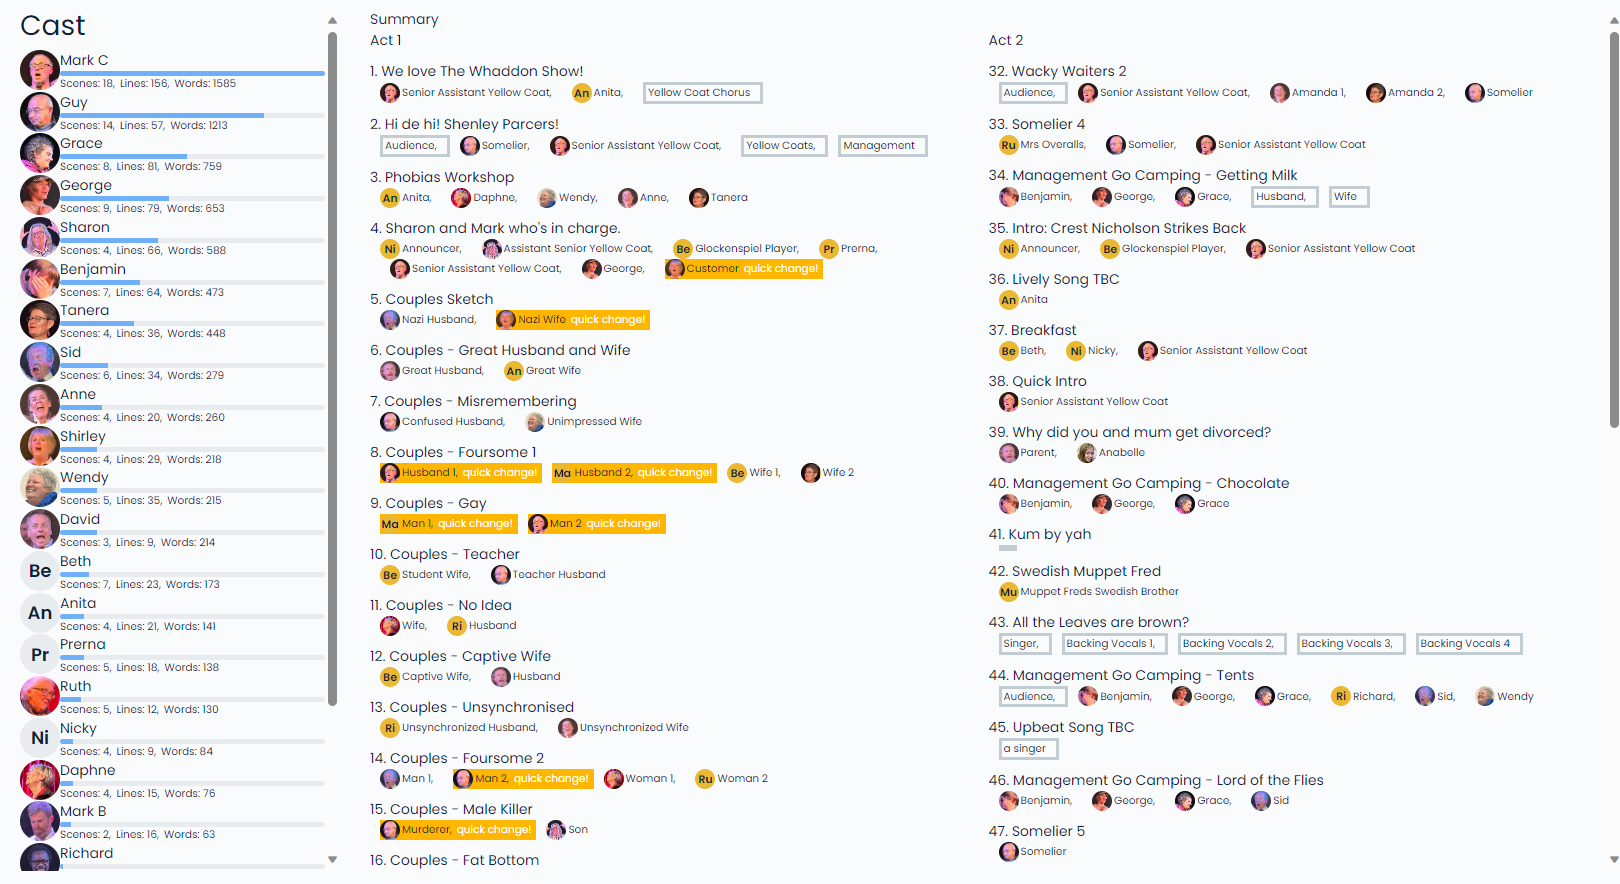 Cast
Mark C
Scenes: 18, Lines: 156, Words: 1585
Guy
Scenes: 14, Lines: 57, Words: 1213
Grace
Scenes: 8, Lines: 81, Words: 759
George
Scenes: 9, Lines: 79, Words: 653
Sharon
Scenes: 4, Lines: 66, Words: 588
Benjamin
Scenes: 7, Lines: 64, Words: 473
Tanera
Scenes: 4, Lines: 36, Words: 448
Sid
Scenes: 6, Lines: 34, Words: 279
Anne
Scenes: 4, Lines: 20, Words: 260
Shirley
Scenes: 4, Lines: 29, Words: 218
Wendy
Scenes: 5, Lines: 35, Words: 215
David
Scenes: 3, Lines: 9, Words: 214
Be Beth
Scenes: 7, Lines: 23, Words: 173
An Anita
Scenes: 4, Lines: 21, Words: 141
Pr Prerna
Scenes: 5, Lines: 18, Words: 138
Ruth
Scenes: 5, Lines: 12, Words: 130
Ni Nicky
Scenes: 4, Lines: 9, Words: 84
Daphne
Scenes: 4, Lines: 15, Words: 76
Mark B
Scenes: 2, Lines: 16, Words: 63
Richard
Summary
Act 1
1. We love The Whaddon Show!
Senior Assistant Yellow Coat, An Anita, Yellow Coat Chorus
2. Hi de hi! Shenley Parcers!
Audience, Somelier, Senior Assistant Yellow Coat, Yellow Coats, Management
3. Phobias Workshop
An Anita, Daphne, Wendy, Anne, Tanera
4. Sharon and Mark who's in charge.
Ni Announcer, Assistant Senior Yellow Coat, Be Glockenspiel Player, Pr Prerna,
Senior Assistant Yellow Coat, George, Customer quick change!
5. Couples Sketch
Nazi Husband, Nazi Wife quick change!
6. Couples - Great Husband and Wife
Great Husband, An Great Wife
7. Couples - Misremembering
Confused Husband, Unimpressed Wife
8. Couples - Foursome 1
Husband 1, quick change! Ma Husband 2, quick change! Be Wife 1, Wife 2
9. Couples - Gay
Ma Man 1, quick change! Man 2 quick change!
10. Couples - Teacher
Be Student Wife, Teacher Husband
11. Couples - No Idea
Wife, Ri Husband
12. Couples - Captive Wife
Be Captive Wife, Husband
13. Couples - Unsynchronised
Ri Unsynchronized Husband, Unsynchronized Wife
14. Couples - Foursome 2
Man 1, Man 2, quick change! Woman 1, Ru Woman 2
15. Couples - Male Killer
Murderer, quick change! Son
16. Couples - Fat Bottom
Act 2
32. Wacky Waiters 2
Audience, Senior Assistant Yellow Coat, Amanda 1, Amanda 2, Somelier
33. Somelier 4
Ru Mrs Overalls, Somelier, Senior Assistant Yellow Coat
34. Management Go Camping - Getting Milk
Benjamin, George, Grace, Husband, Wife
35. Intro: Crest Nicholson Strikes Back
Ni Announcer, Be Glockenspiel Player, Senior Assistant Yellow Coat
36. Lively Song TBC
An Anita
37. Breakfast
Be Beth, Ni Nicky, Senior Assistant Yellow Coat
38. Quick Intro
Senior Assistant Yellow Coat
39. Why did you and mum get divorced?
Parent, Anabelle
40. Management Go Camping - Chocolate
Benjamin, George, Grace
41. Kum by yah
42. Swedish Muppet Fred
Mu Muppet Freds Swedish Brother
43. All the Leaves are brown?
Singer, Backing Vocals 1, Backing Vocals 2, Backing Vocals 3, Backing Vocals 4
44. Management Go Camping - Tents
Audience, Benjamin, George, Grace, Ri Richard, Sid, Wendy
45. Upbeat Song TBC
a singer
46. Management Go Camping - Lord of the Flies
Benjamin, George, Grace, Sid
47. Somelier 5
Somelier